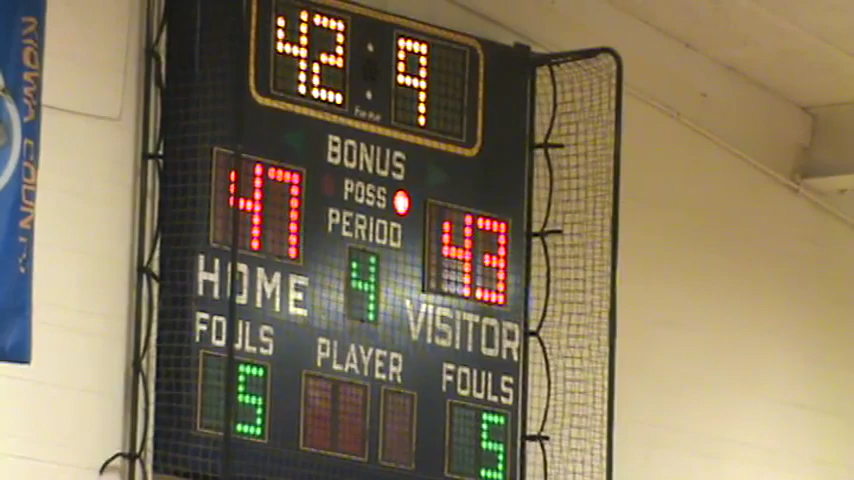 42 9
BONUS
POSS
47 PERIOD 43
4
HOME VISITOR
FOULS PLAYER FOULS
5 5